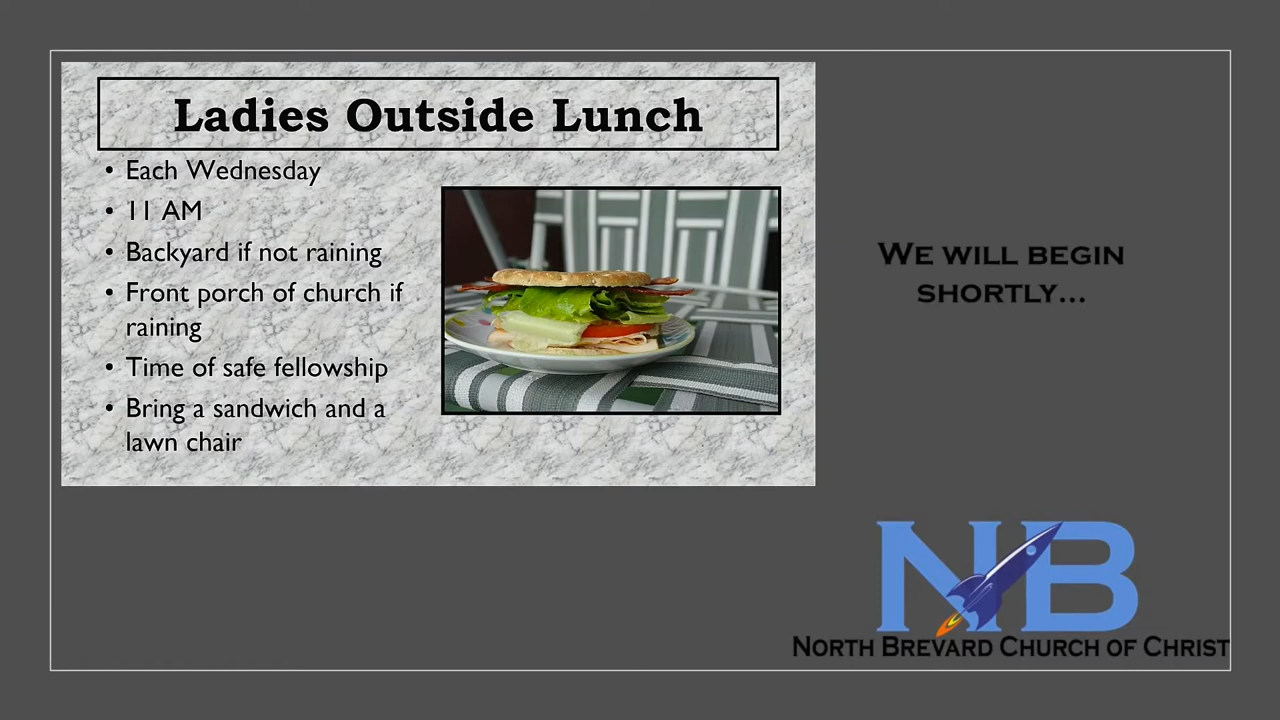 Ladies Outside Lunch
• Each Wednesday
• 11 AM
• Backyard if not raining
• Front porch of church if
raining
• Time of safe fellowship
• Bring a sandwich and a
lawn chair
WE WILL BEGIN
SHORTLY...
NB
NORTH BREVARD CHURCH OF CHRIST